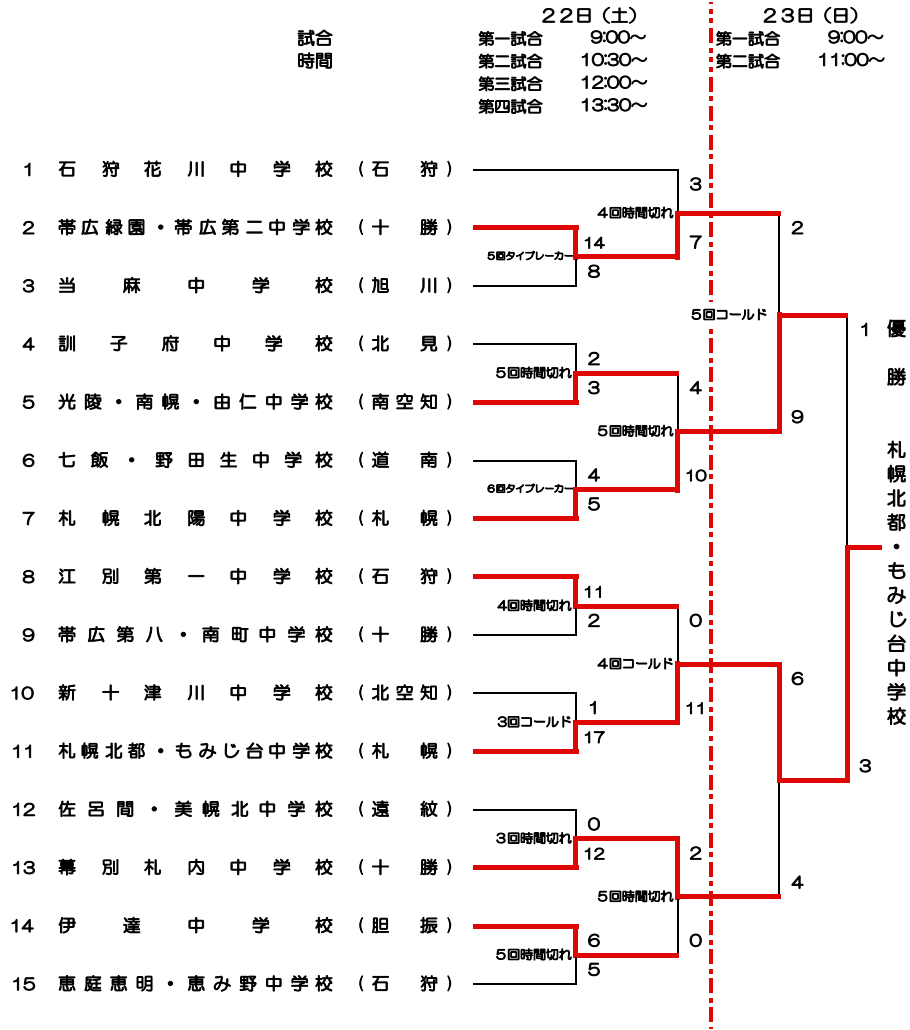 ２２日（土） ２３日（日）
試合 第一試合 9:00～ 第一試合 9:00～
時間 第二試合 10:30～ 第二試合 11:00～
第三試合 12:00～
第四試合 13:30～
1 石狩花川中学校 （石狩）
3
4回時間切れ
2 帯広緑園・帯広第二中学校 （十勝） 2
14 7
5回タイブレーカー
8
3 当麻中学校 （旭川）
5回コールド
1 優勝
4 訓子府中学校 （北見）
2
5回時間切れ
3 4
5 光陵・南幌・由仁中学校 （南空知）
9
5回時間切れ
6 七飯・野田生中学校 （道南）
4 10
6回タイブレーカー
5
7 札幌北陽中学校 （札幌）
札幌北都・もみじ台中学校
8 江別第一中学校 （石狩）
11
4回時間切れ
2 0
9 帯広第八・南町中学校 （十勝）
4回コールド
6
10 新十津川中学校 （北空知）
1 11
3回コールド
17
11 札幌北都・もみじ台中学校 （札幌）
3
12 佐呂間・美幌北中学校 （遠紋）
0
3回時間切れ
12 2
13 幕別札内中学校 （十勝）
4
5回時間切れ
14 伊達中学校 （胆振）
6 0
5回時間切れ
5
15 恵庭恵明・恵み野中学校 （石狩）